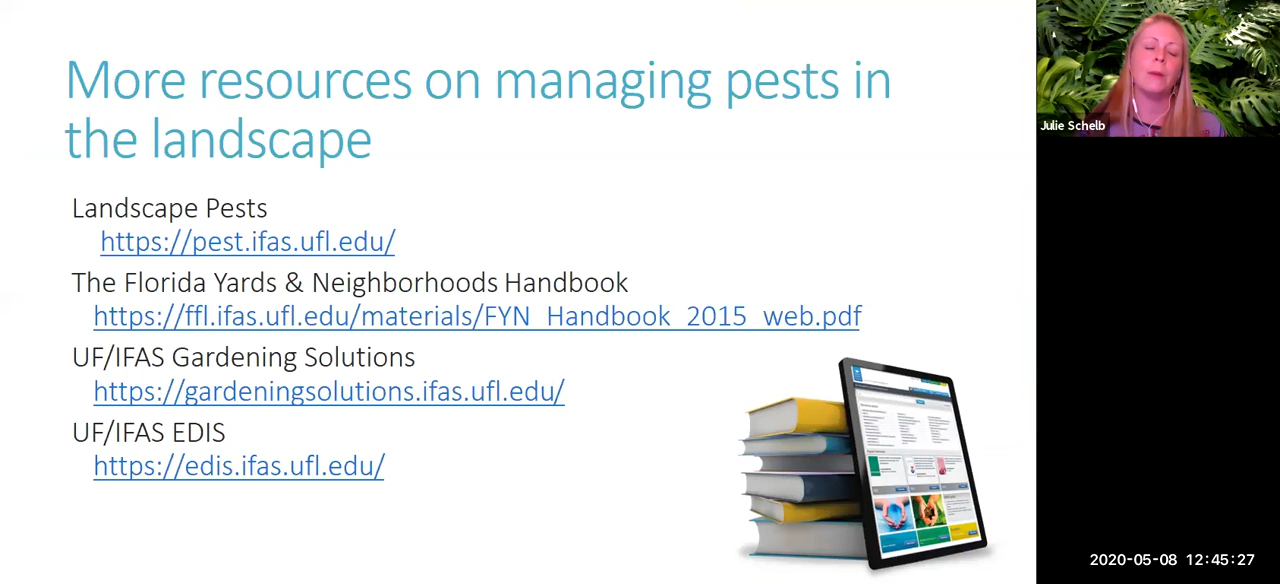 More resources on managing pests in
the landscape
Landscape Pests
https://pest.ifas.ufl.edu/
The Florida Yards & Neighborhoods Handbook
https://ffl.ifas.ufl.edu/materials/FYN_Handbook_2015_web.pdf
UF/IFAS Gardening Solutions
https://gardeningsolutions.ifas.ufl.edu/
UF/IFAS EDIS
https://edis.ifas.ufl.edu/
Julie Schelb
2020-05-08 12:45:27